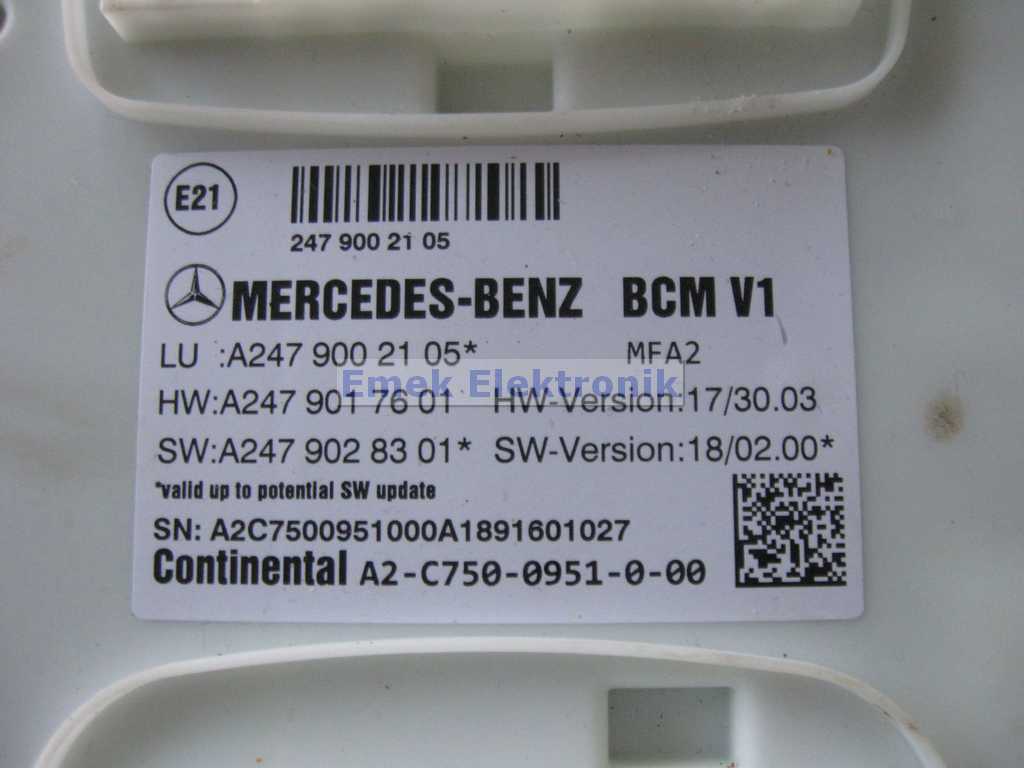 E21
247 900 21 05
MERCEDES-BENZ BCM V1
LU :A247 900 21 05* MFA2
Emek Elektronik
HW:A247 901 76 01 HW-Version:17/30.03
SW:A247 902 83 01* SW-Version:18/02.00*
*valid up to potential SW update
SN: A2C7500951000A1891601027
Continental A2-C750-0951-0-00